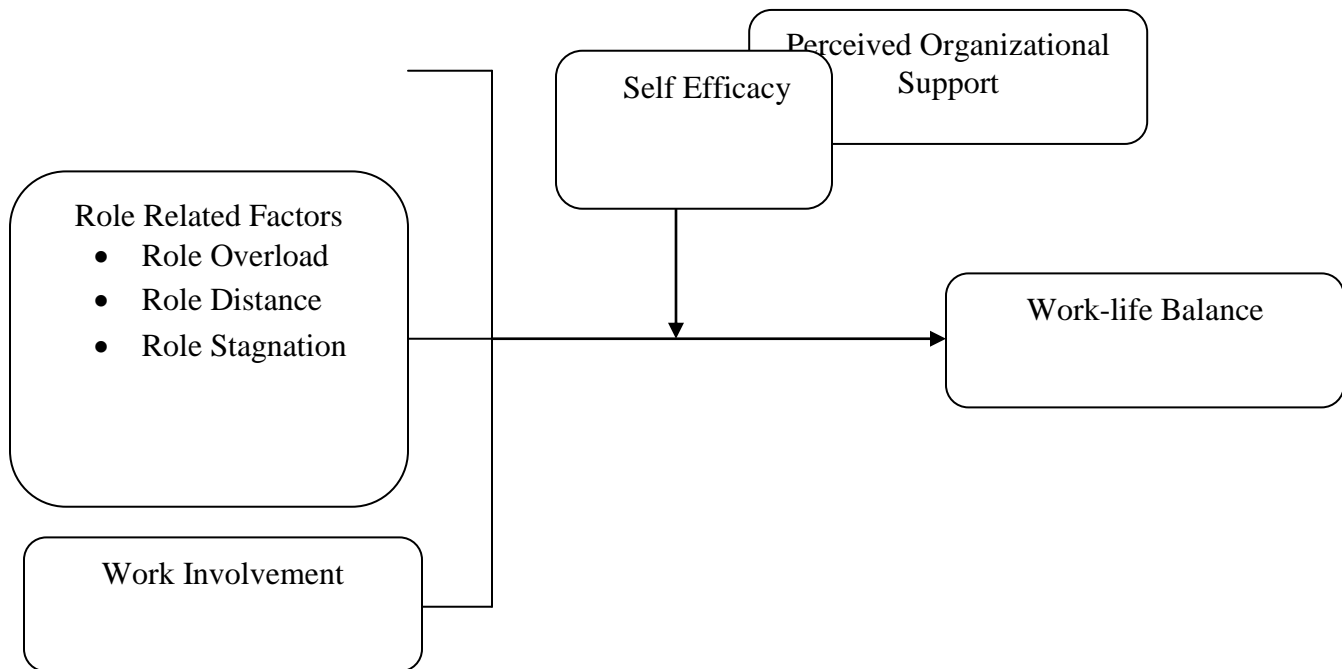 Perceived Organizational
Support
Self Efficacy
Role Related Factors
• Role Overload
• Role Distance
• Role Stagnation
Work-life Balance
Work Involvement